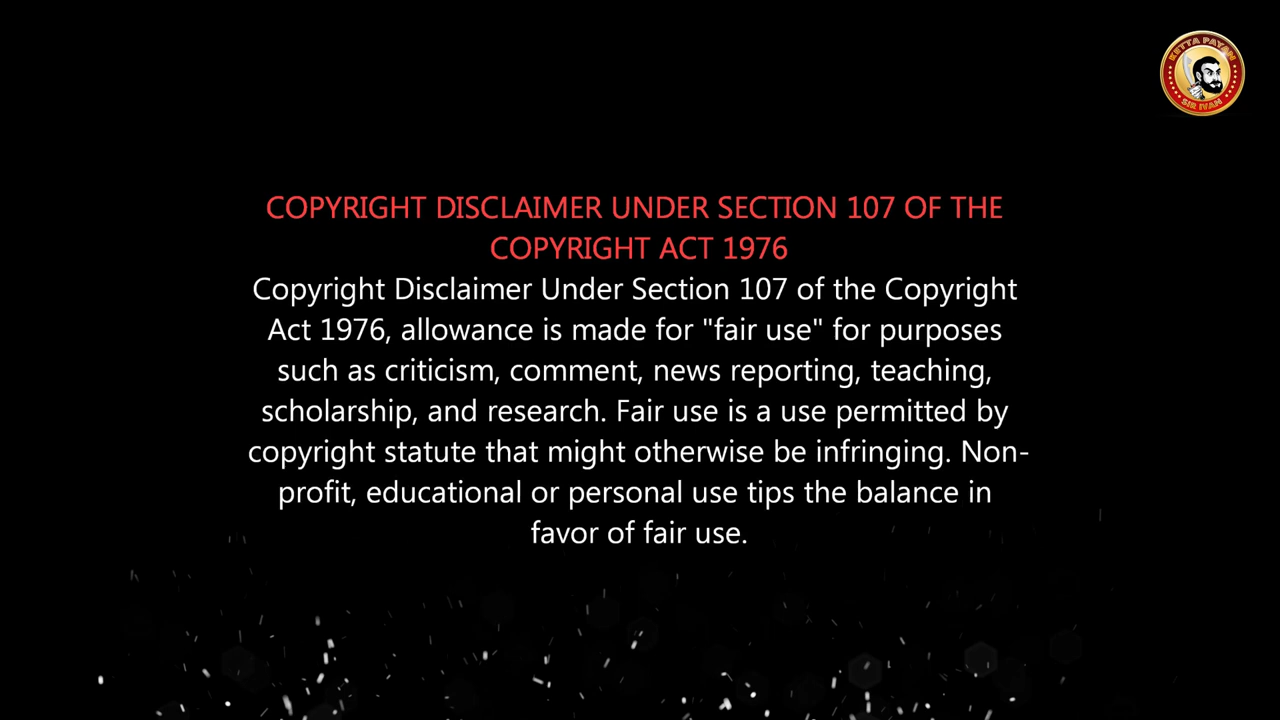 KETTA PAYAN
SIR IVAN
COPYRIGHT DISCLAIMER UNDER SECTION 107 OF THE
COPYRIGHT ACT 1976
Copyright Disclaimer Under Section 107 of the Copyright
Act 1976, allowance is made for "fair use" for purposes
such as criticism, comment, news reporting, teaching,
scholarship, and research. Fair use is a use permitted by
copyright statute that might otherwise be infringing. Non-
profit, educational or personal use tips the balance in
favor of fair use.